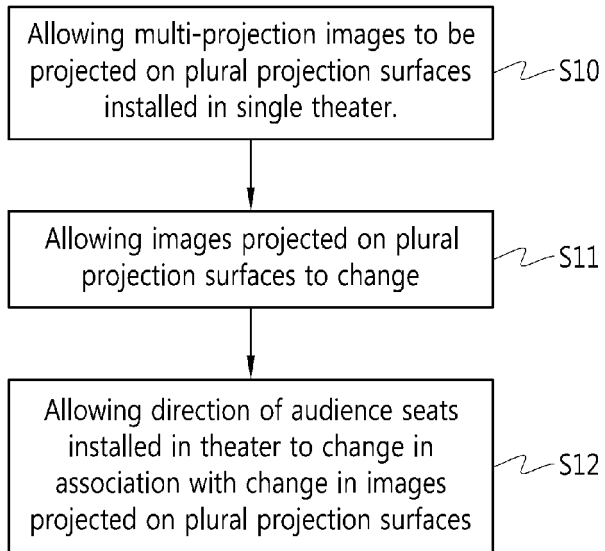 Allowing multi-projection images to be
projected on plural projection surfaces
installed in single theater.
S10
Allowing images projected on plural
projection surfaces to change
S11
Allowing direction of audience seats
installed in theater to change in
association with change in images
projected on plural projection surfaces
S12